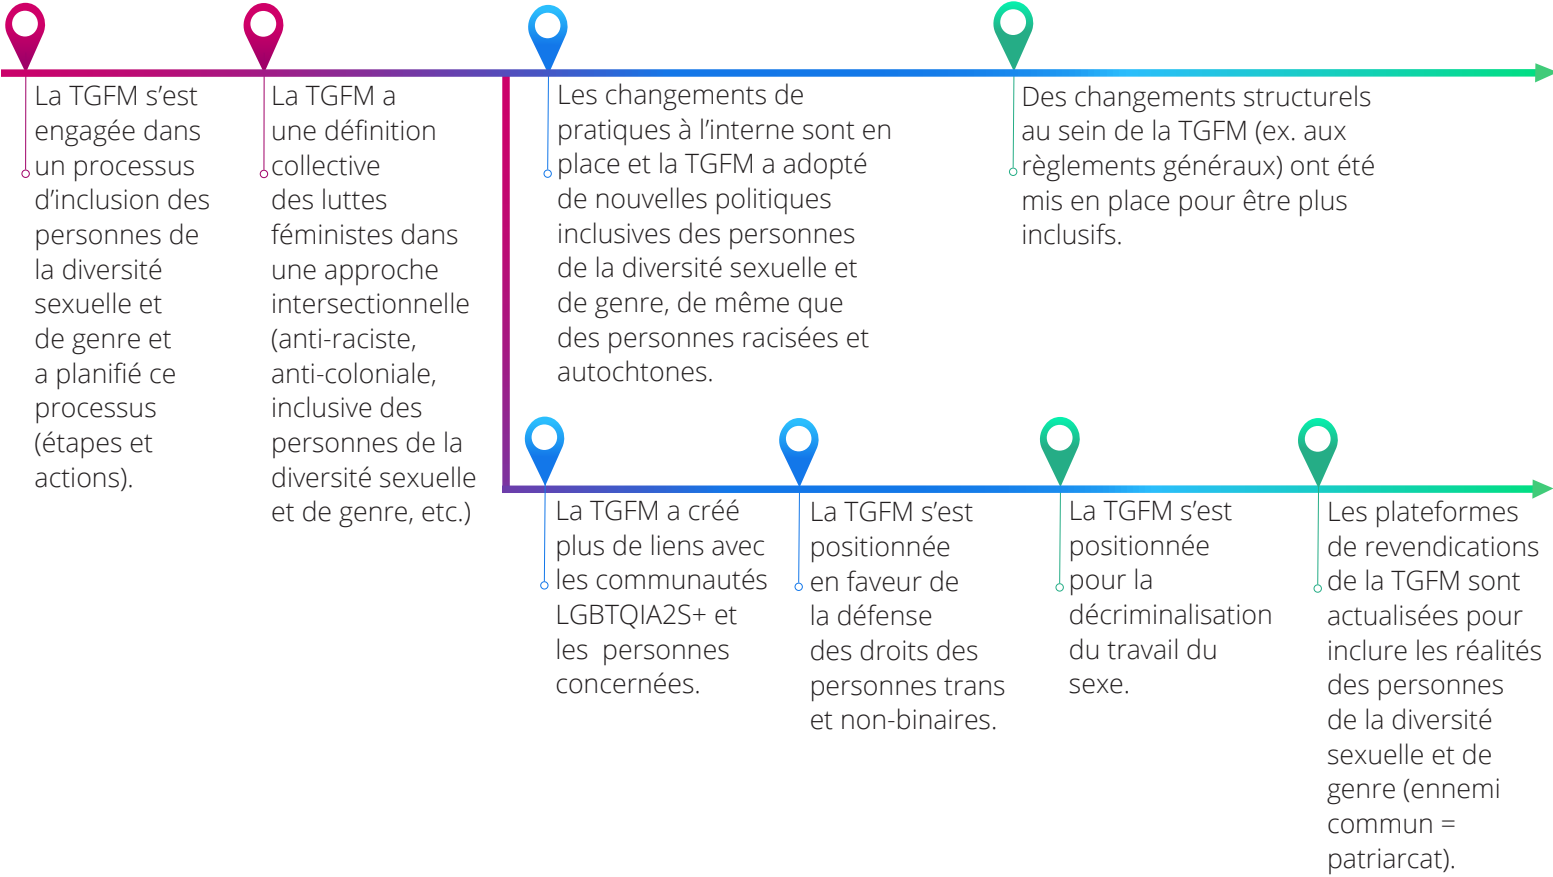 La TGFM s’est
engagée dans
un processus
d’inclusion des
personnes de
la diversité
sexuelle et
de genre et
a planifié ce
processus
(étapes et
actions).
La TGFM a
une définition
collective
des luttes
féministes dans
une approche
intersectionnelle
(anti-raciste,
anti-coloniale,
inclusive des
personnes de la
diversité sexuelle
et de genre, etc.)
Les changements de
pratiques à l’interne sont en
place et la TGFM a adopté
de nouvelles politiques
inclusives des personnes
de la diversité sexuelle et
de genre, de même que
des personnes racisées et
autochtones.
Des changements structurels
au sein de la TGFM (ex. aux
règlements généraux) ont été
mis en place pour être plus
inclusifs.
La TGFM a créé
plus de liens avec
les communautés
LGBTQIA2S+ et
les  personnes
concernées.
La TGFM s’est
positionnée
en faveur de
la défense
des droits des
personnes trans
et non-binaires.
La TGFM s’est
positionnée
pour la
décriminalisation
du travail du
sexe.
Les plateformes
de revendications
de la TGFM sont
actualisées pour
inclure les réalités
des personnes
de la diversité
sexuelle et de
genre (ennemi
commun =
patriarcat).